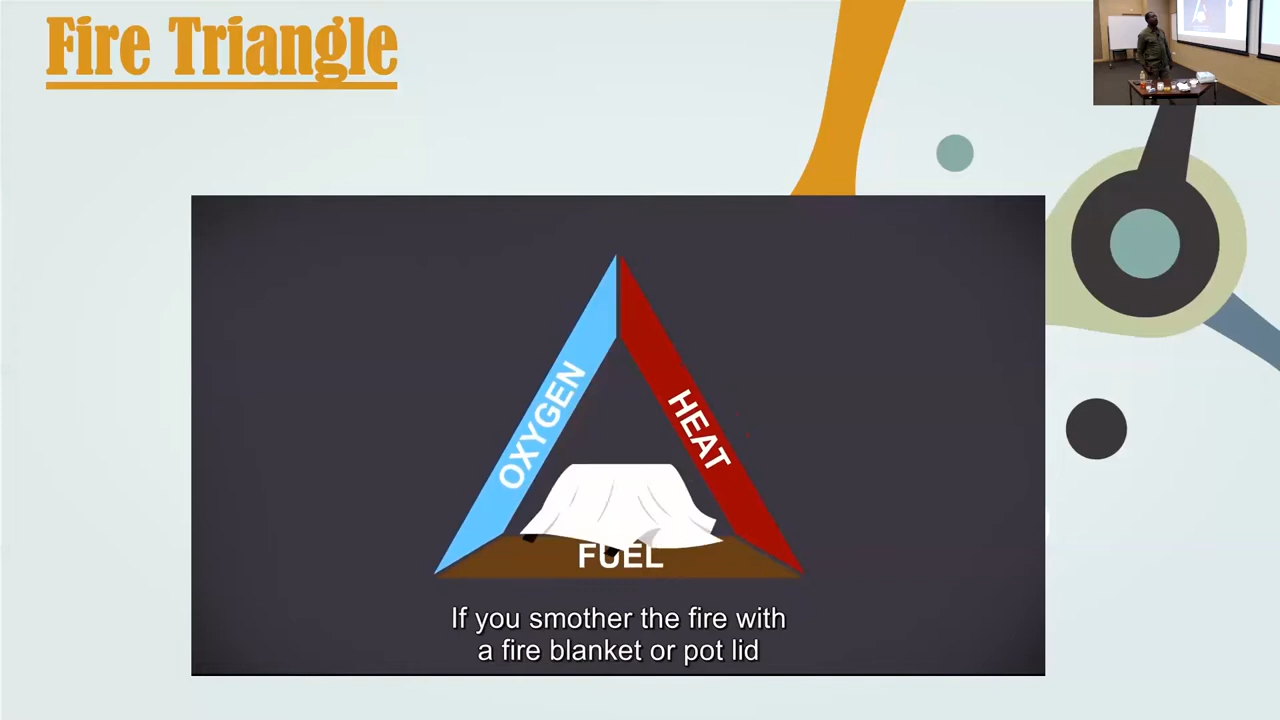 Fire Triangle
OXYGEN
HEAT
FUEL
If you smother the fire with
a fire blanket or pot lid